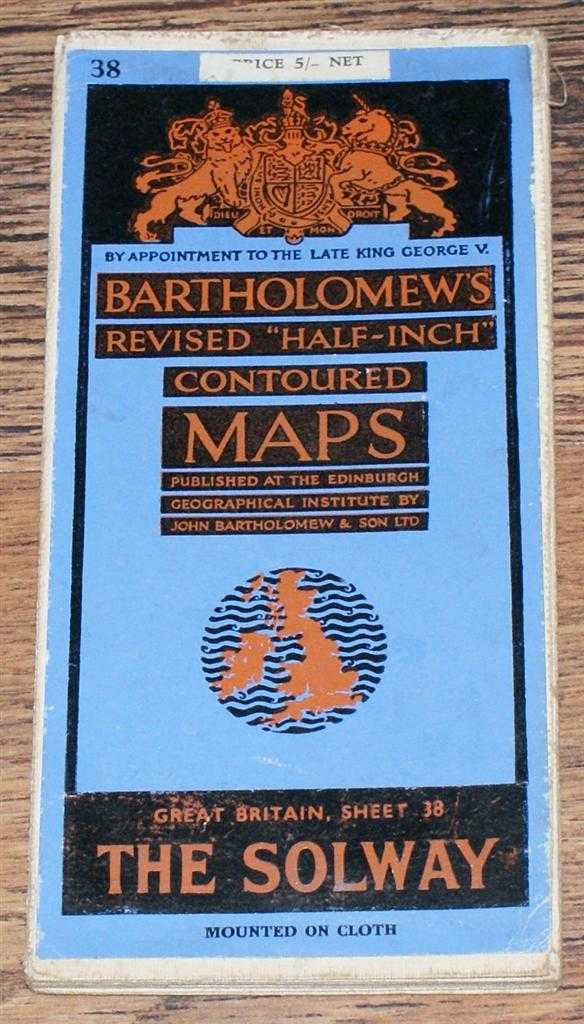 38
PRICE 5/- NET
DIEU ET MON DROIT
BY APPOINTMENT TO THE LATE KING GEORGE V.
BARTHOLOMEW'S
REVISED "HALF-INCH"
CONTOURED
MAPS
PUBLISHED AT THE EDINBURGH
GEOGRAPHICAL INSTITUTE BY
JOHN BARTHOLOMEW & SON LTD
GREAT BRITAIN, SHEET 38
THE SOLWAY
MOUNTED ON CLOTH